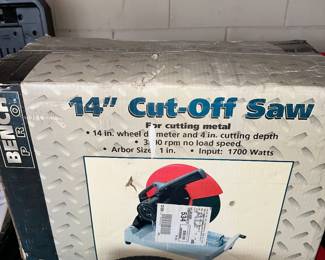 BENCH
PRO
14" Cut-Off Saw
For cutting metal
• 14 in. wheel diameter and 4 in. cutting depth
• 3800 rpm no load speed
• Arbor Size: 1 in. • Input: 1700 Watts
534